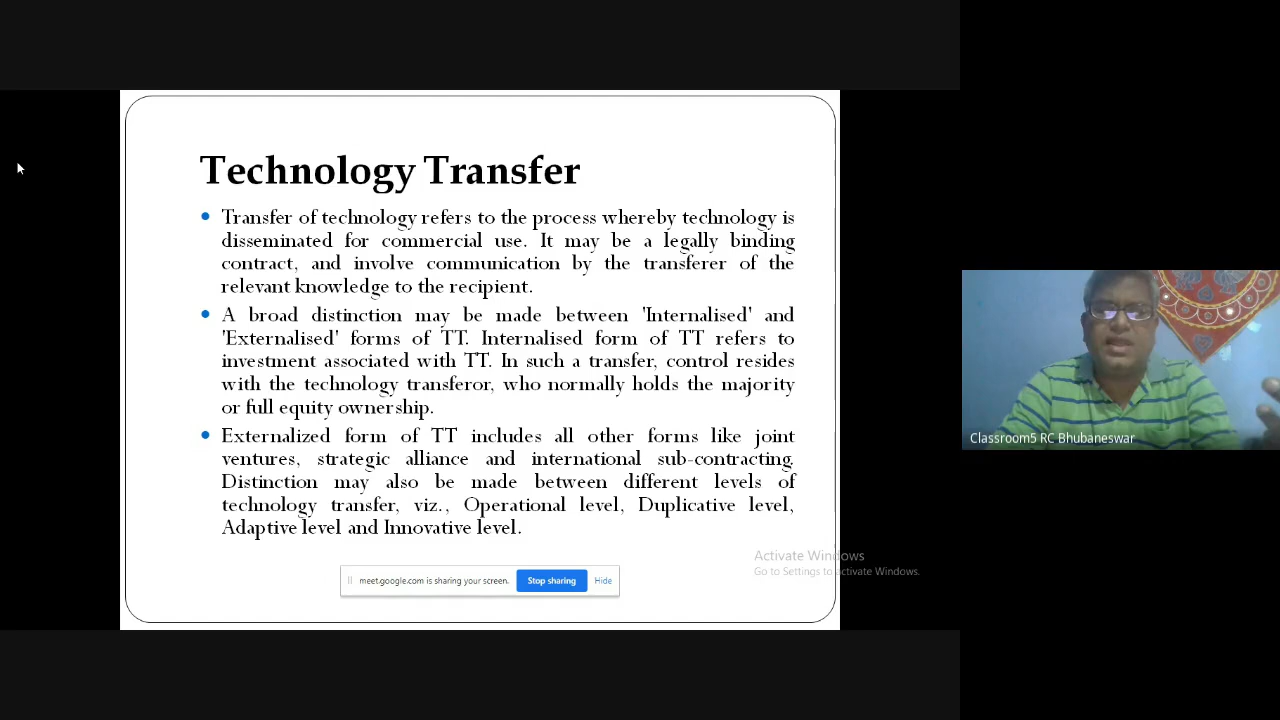 Technology Transfer
• Transfer of technology refers to the process whereby technology is
disseminated for commercial use. It may be a legally binding
contract, and involve communication by the transferer of the
relevant knowledge to the recipient.
• A broad distinction may be made between 'Internalised' and
'Externalised' forms of TT. Internalised form of TT refers to
investment associated with TT. In such a transfer, control resides
with the technology transferor, who normally holds the majority
or full equity ownership.
• Externalized form of TT includes all other forms like joint
ventures, strategic alliance and international sub-contracting.
Distinction may also be made between different levels of
technology transfer, viz., Operational level, Duplicative level,
Adaptive level and Innovative level.
Activate Windows
Go to Settings to activate Windows.
meet.google.com is sharing your screen. Stop sharing Hide
Classroom5 RC Bhubaneswar